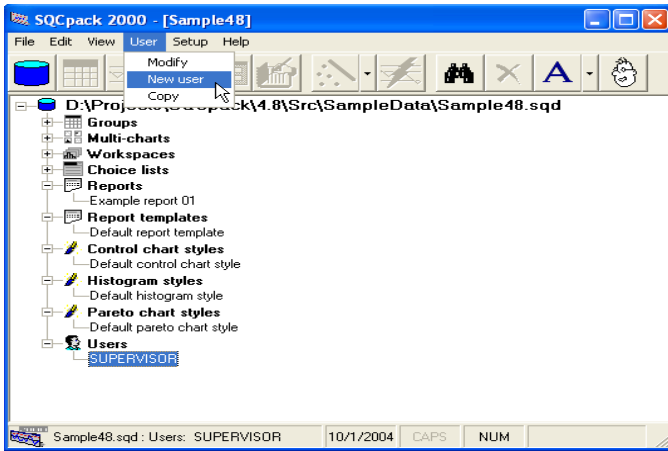 SQCpack 2000 - [Sample48]
File Edit View User Setup Help
Modify
New user
Copy
A
\4.8\Src\SampleData\Sample48.sqd
Groups
Multi-charts
Workspaces
Choice lists
Reports
Example report 01
Report templates
Default report template
Control chart styles
Default control chart style
Histogram styles
Default histogram style
Pareto chart styles
Default pareto chart style
Users
SUPERVISOR
Sample48.sqd : Users: SUPERVISOR 10/1/2004 CAPS NUM